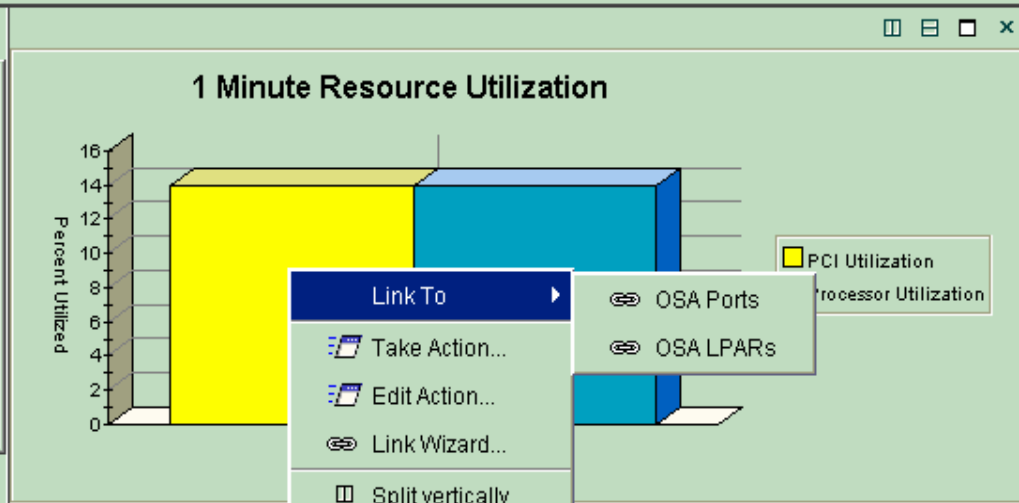 1 Minute Resource Utilization
16
14
12
10
8
6
4
2
0
Percent Utilized
PCI Utilization
rocessor Utilization
Link To
OSA Ports
OSA LPARs
Take Action...
Edit Action...
Link Wizard...
Split vertically